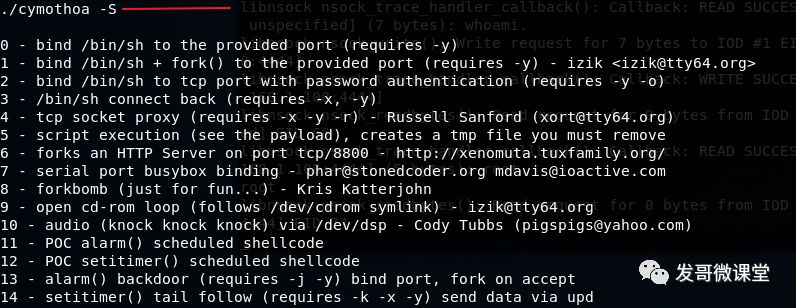 ./cymothoa -S
0 - bind /bin/sh to the provided port (requires -y)
1 - bind /bin/sh + fork() to the provided port (requires -y) - izik <izik@tty64.org>
2 - bind /bin/sh to tcp port with password authentication (requires -y -o)
3 - /bin/sh connect back (requires -x, -y)
4 - tcp socket proxy (requires -x -y -r) - Russell Sanford (xort@tty64.org)
5 - script execution (see the payload), creates a tmp file you must remove
6 - forks an HTTP Server on port tcp/8800 - http://xenomuta.tuxfamily.org/
7 - serial port busybox binding - phar@stonedcoder.org mdavis@ioactive.com
8 - forkbomb (just for fun...) - Kris Katterjohn
9 - open cd-rom loop (follows /dev/cdrom symlink) - izik@tty64.org
10 - audio (knock knock knock) via /dev/dsp - Cody Tubbs (pigspigs@yahoo.com)
11 - POC alarm() scheduled shellcode
12 - POC setitimer() scheduled shellcode
13 - alarm() backdoor (requires -j -y) bind port, fork on accept
14 - setitimer() tail follow (requires -k -x -y) send data via upd
发哥微课堂